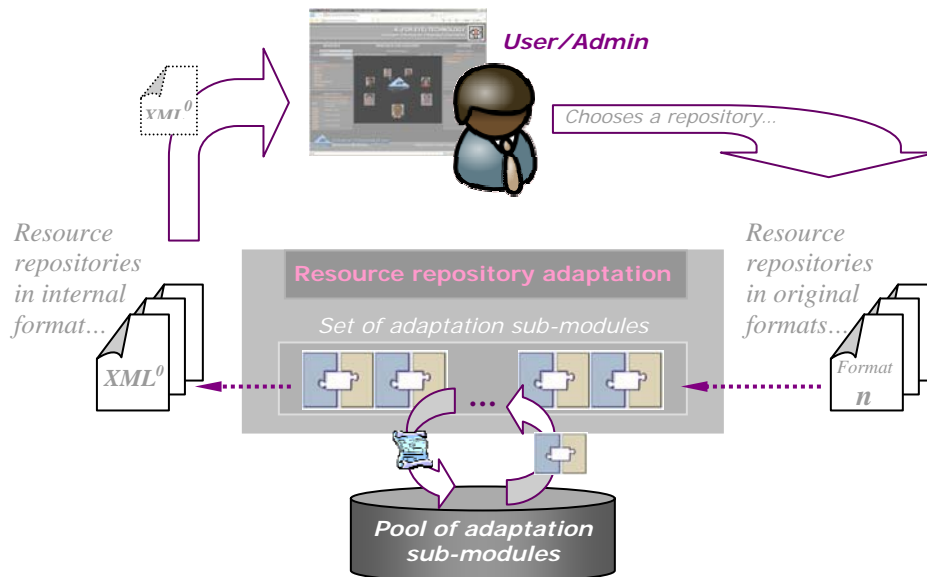 User/Admin
XML⁰
Chooses a repository...
Resource
repositories
in internal
format…
Resource repository adaptation
Set of adaptation sub-modules
...
Resource
repositories
in original
formats…
XML⁰
Format
n
Pool of adaptation
sub-modules